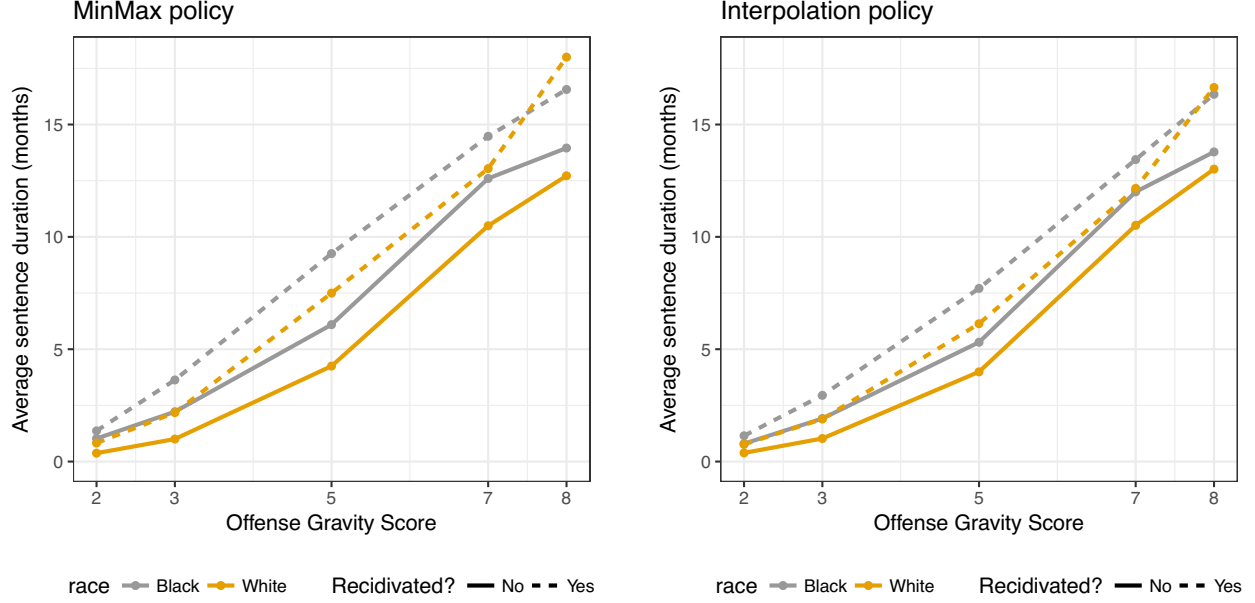 MinMax policy
Average sentence duration (months)
15
10
5
0
2 3 5 7 8
Offense Gravity Score
race Black White Recidivated? No Yes
Interpolation policy
Average sentence duration (months)
15
10
5
0
2 3 5 7 8
Offense Gravity Score
race Black White Recidivated? No Yes